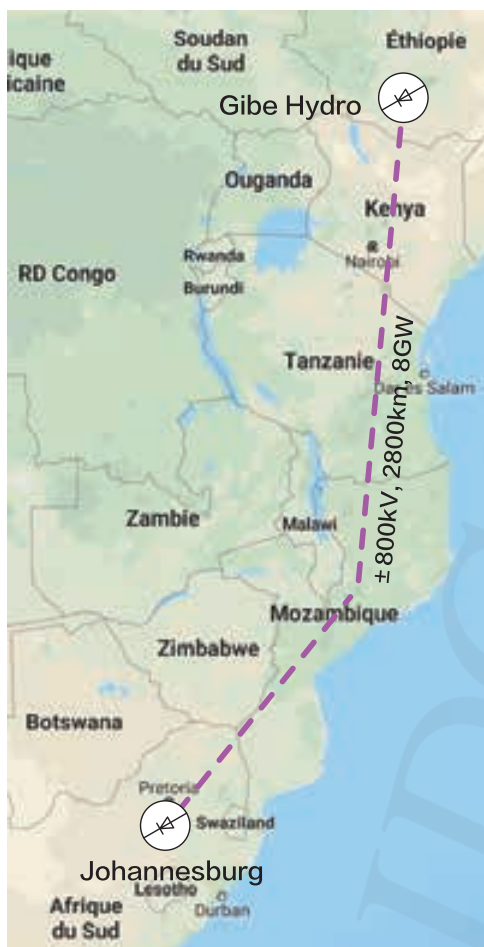 Soudan
du Sud
Éthiopie
ique
icaine
Gibe Hydro
Ouganda
Kenya
Rwanda
Nairobi
RD Congo
Burundi
Tanzanie
Dar es Salam
±800kV, 2800km, 8GW
Zambie
Malawi
Mozambique
Zimbabwe
Botswana
Pretoria
Swaziland
Johannesburg
Lesotho
Durban
Afrique
du Sud